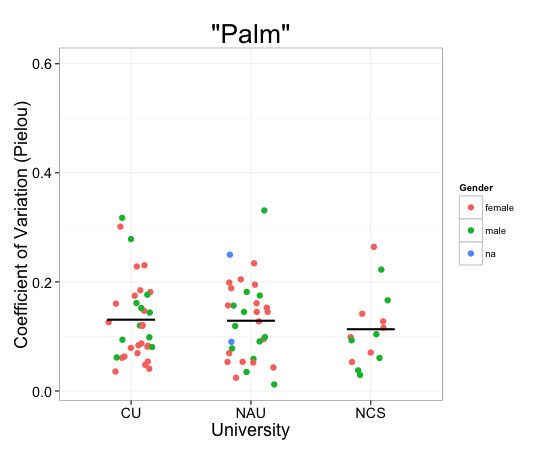 "Palm"
Coefficient of Variation (Pielou)
0.6
0.4
0.2
0.0
CU NAU NCS
University
Gender
female
male
na